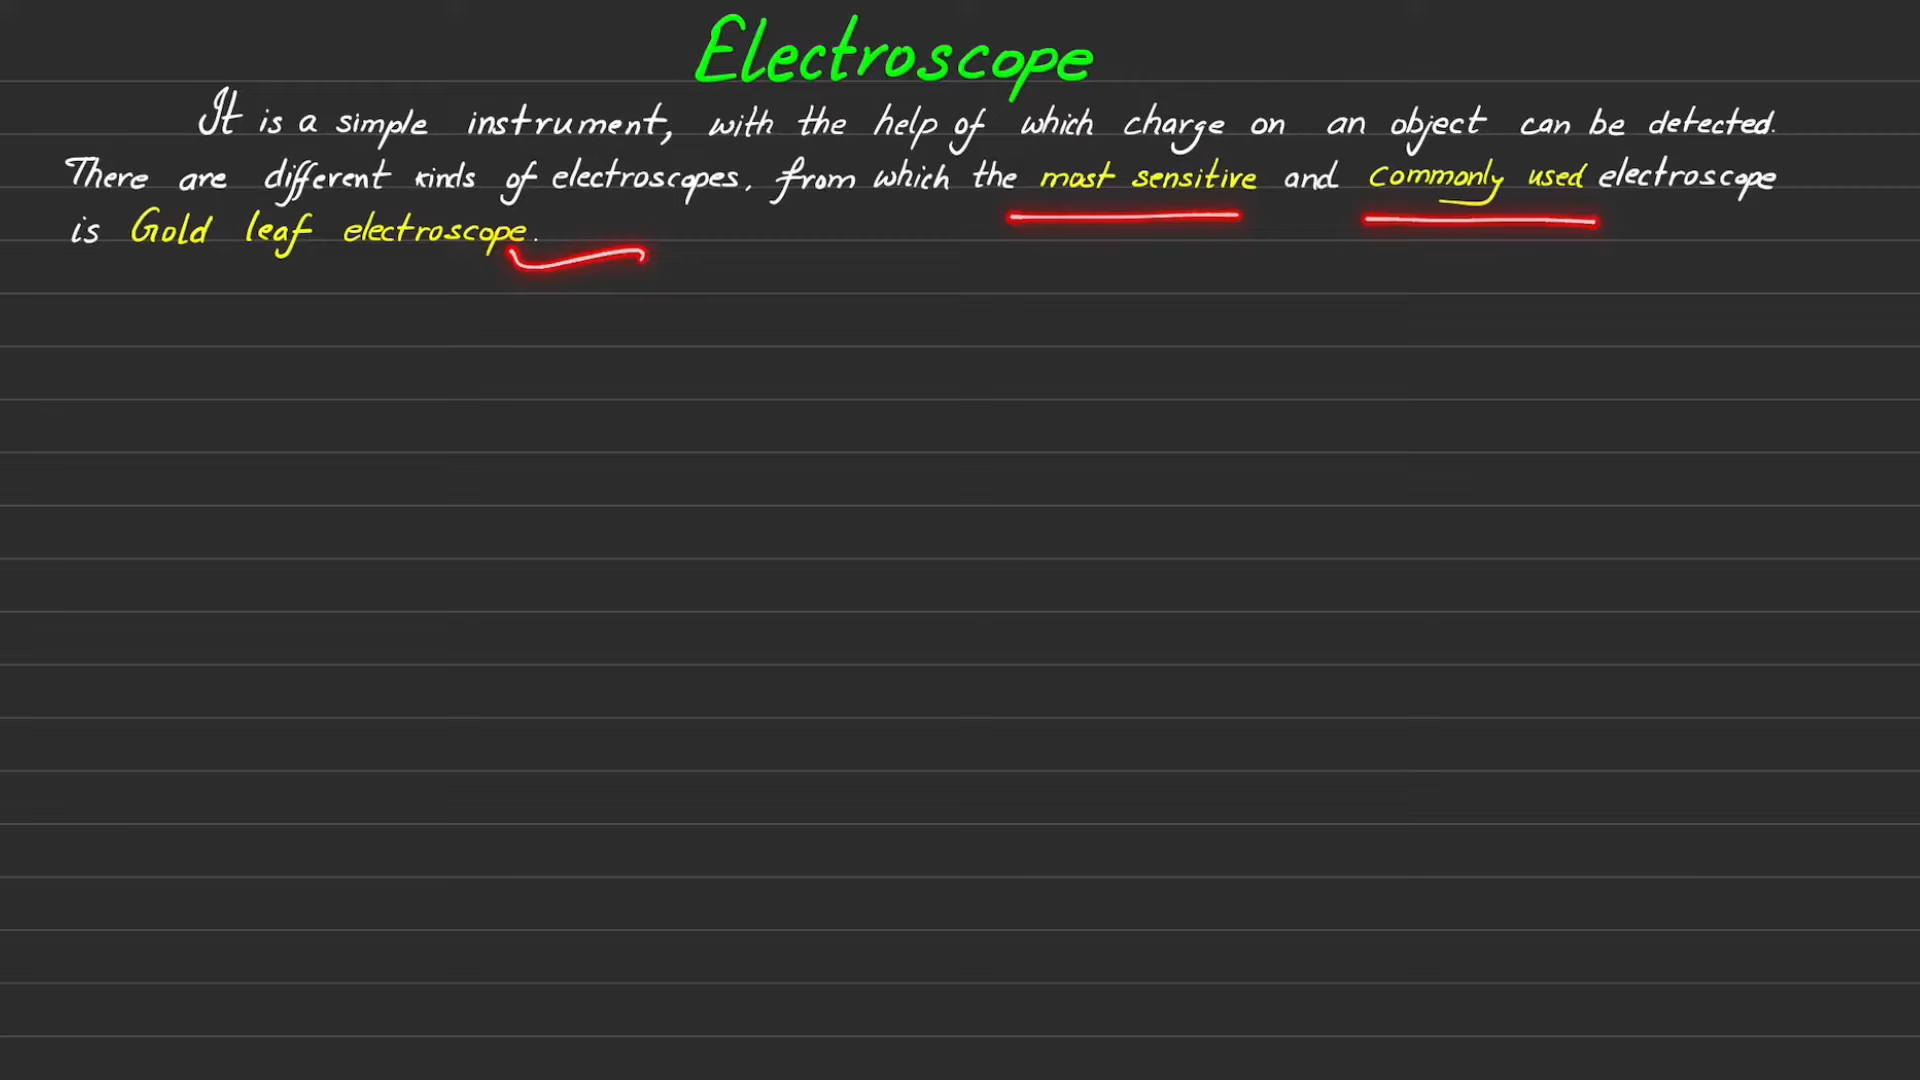 Electroscope
It is a simple instrument, with the help of which charge on an object can be detected.
There are different kinds of electroscopes, from which the most sensitive and commonly used electroscope
is Gold leaf electroscope.